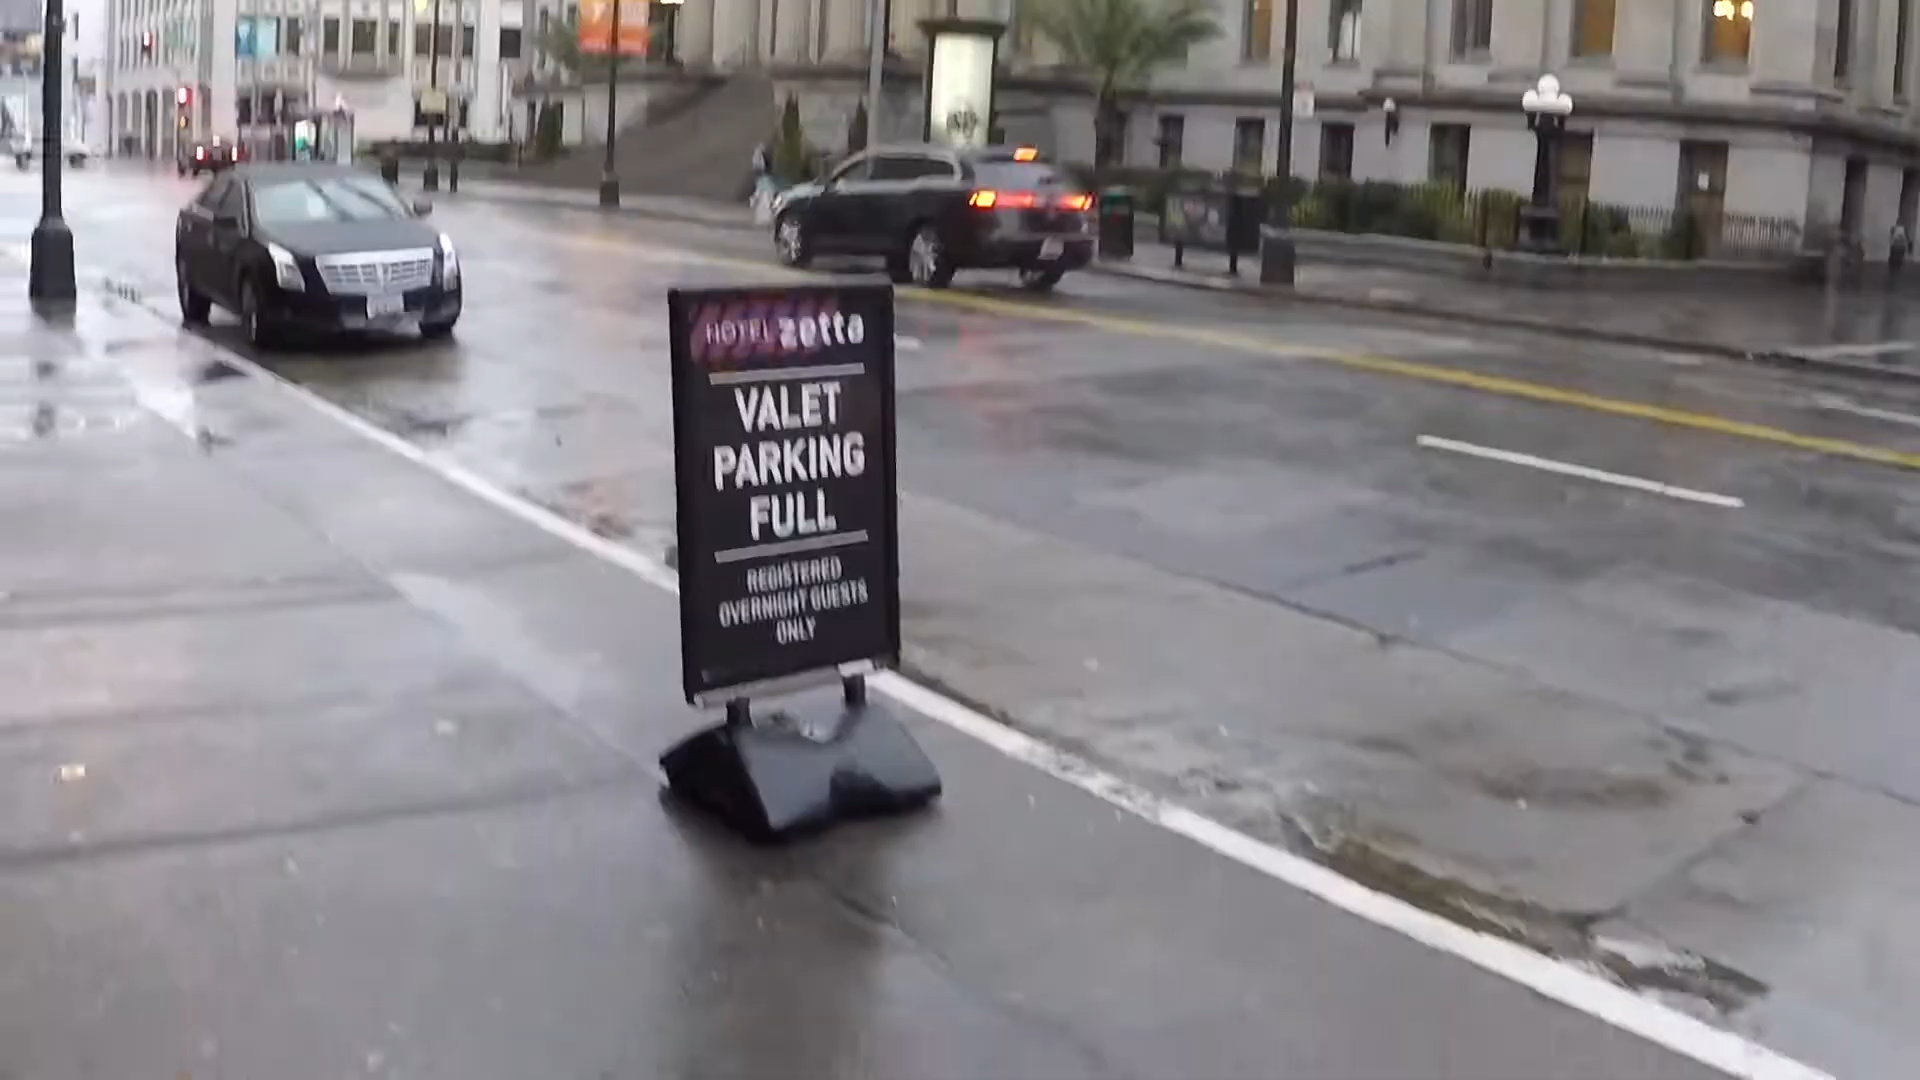 HOTEL zetta
VALET
PARKING
FULL
REGISTERED
OVERNIGHT GUESTS
ONLY